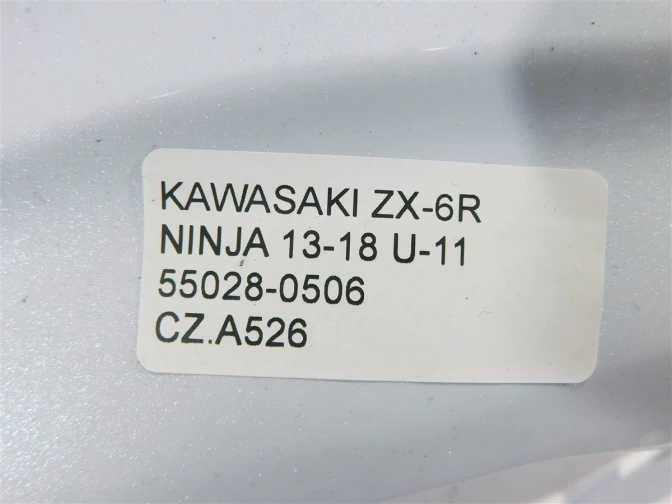 KAWASAKI ZX-6R
NINJA 13-18 U-11
55028-0506
CZ.A526